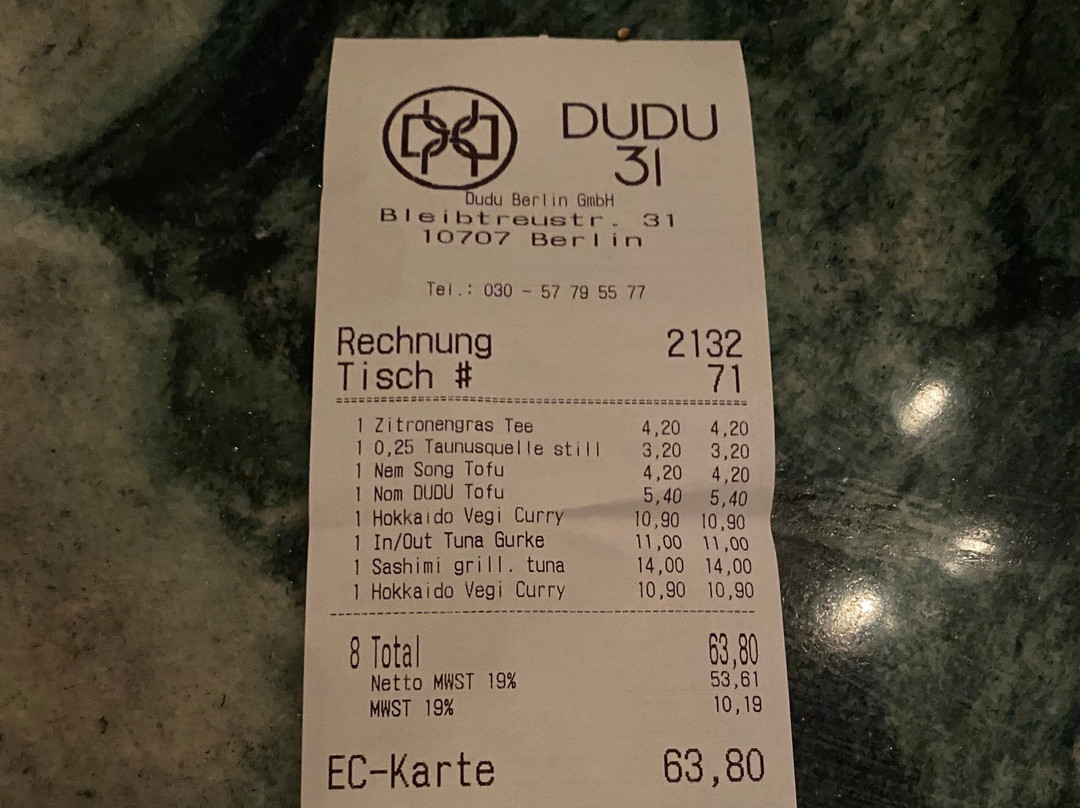 DUDU
31
Dudu Berlin GmbH
Bleibtreustr. 31
10707 Berlin
Tel.: 030 - 57 79 55 77
Rechnung 2132
Tisch # 71
1 Zitronengras Tee 4,20 4,20
1 0,25 Taunusquelle still 3,20 3,20
1 Nem Song Tofu 4,20 4,20
1 Nom DUDU Tofu 5,40 5,40
1 Hokkaido Vegi Curry 10,90 10,90
1 In/Out Tuna Gurke 11,00 11,00
1 Sashimi grill. tuna 14,00 14,00
1 Hokkaido Vegi Curry 10,90 10,90
8 Total 63,80
Netto MWST 19% 53,61
MWST 19% 10,19
EC-Karte 63,80